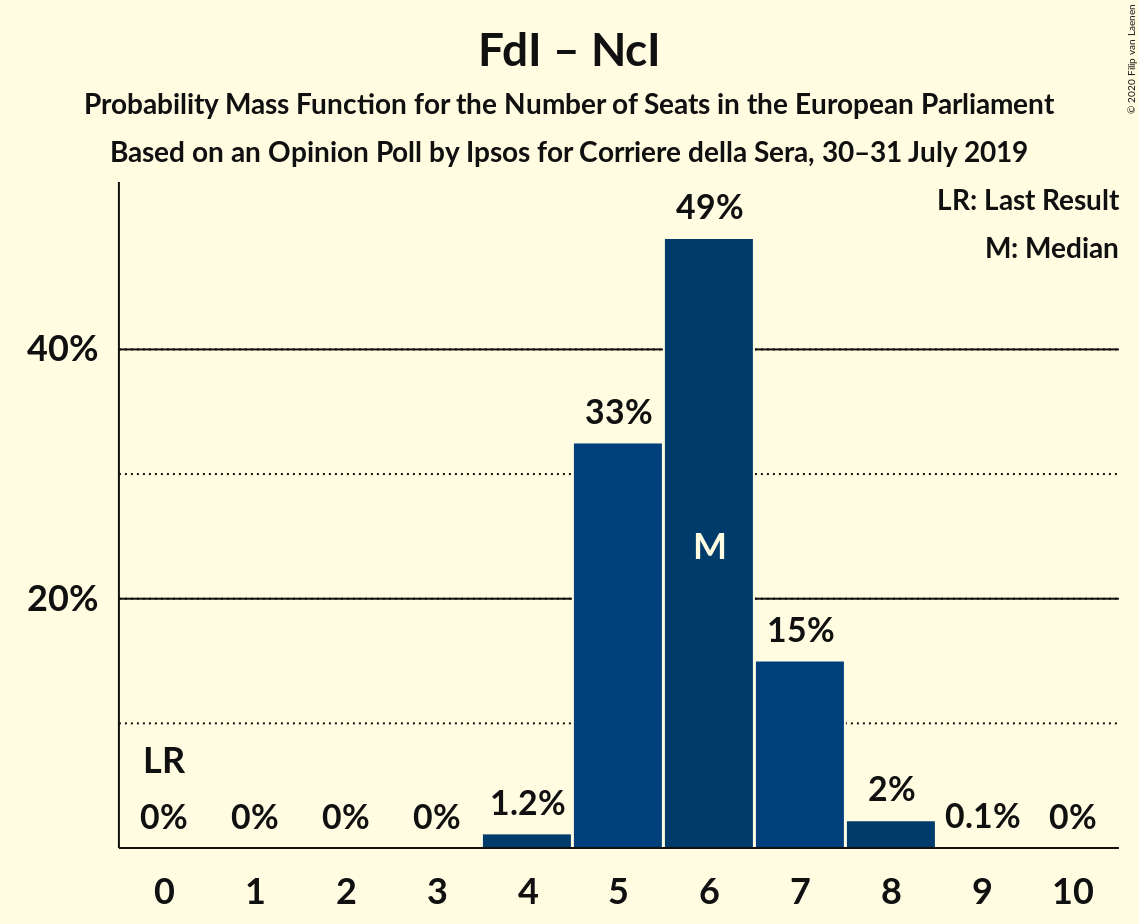 FdI – NcI
Probability Mass Function for the Number of Seats in the European Parliament
Based on an Opinion Poll by Ipsos for Corriere della Sera, 30–31 July 2019
© 2020 Filip van Laenen
LR: Last Result
M: Median
49%
40%
33%
M
20%
15%
LR
0% 0% 0% 0% 1.2% 2% 0.1% 0%
0 1 2 3 4 5 6 7 8 9 10